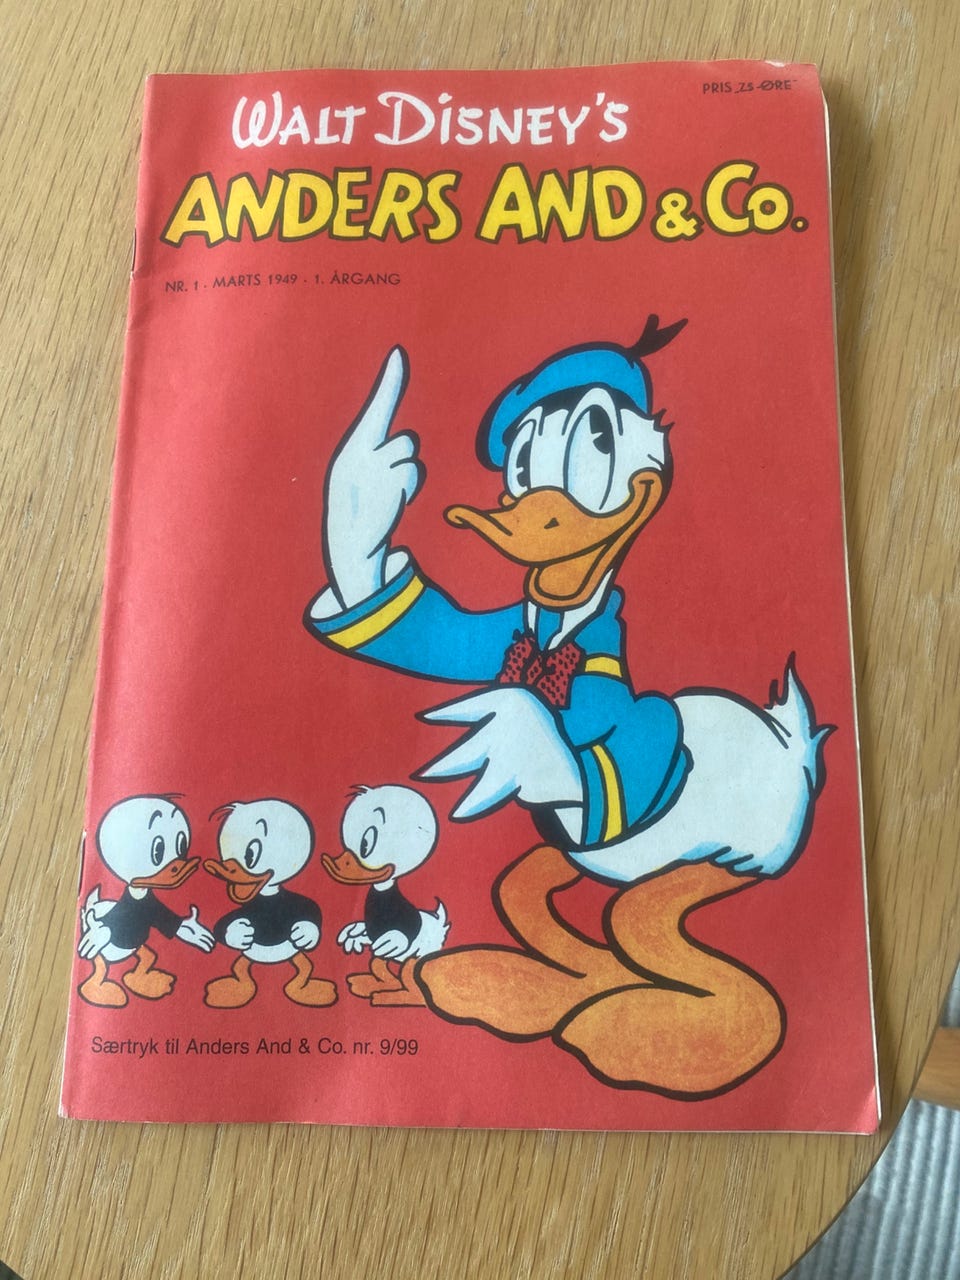 PRIS 75 ØRE
WALT DISNEY'S
ANDERS AND & Co.
NR. 1 · MARTS 1949 · 1. ÅRGANG
Særtryk til Anders And & Co. nr. 9/99